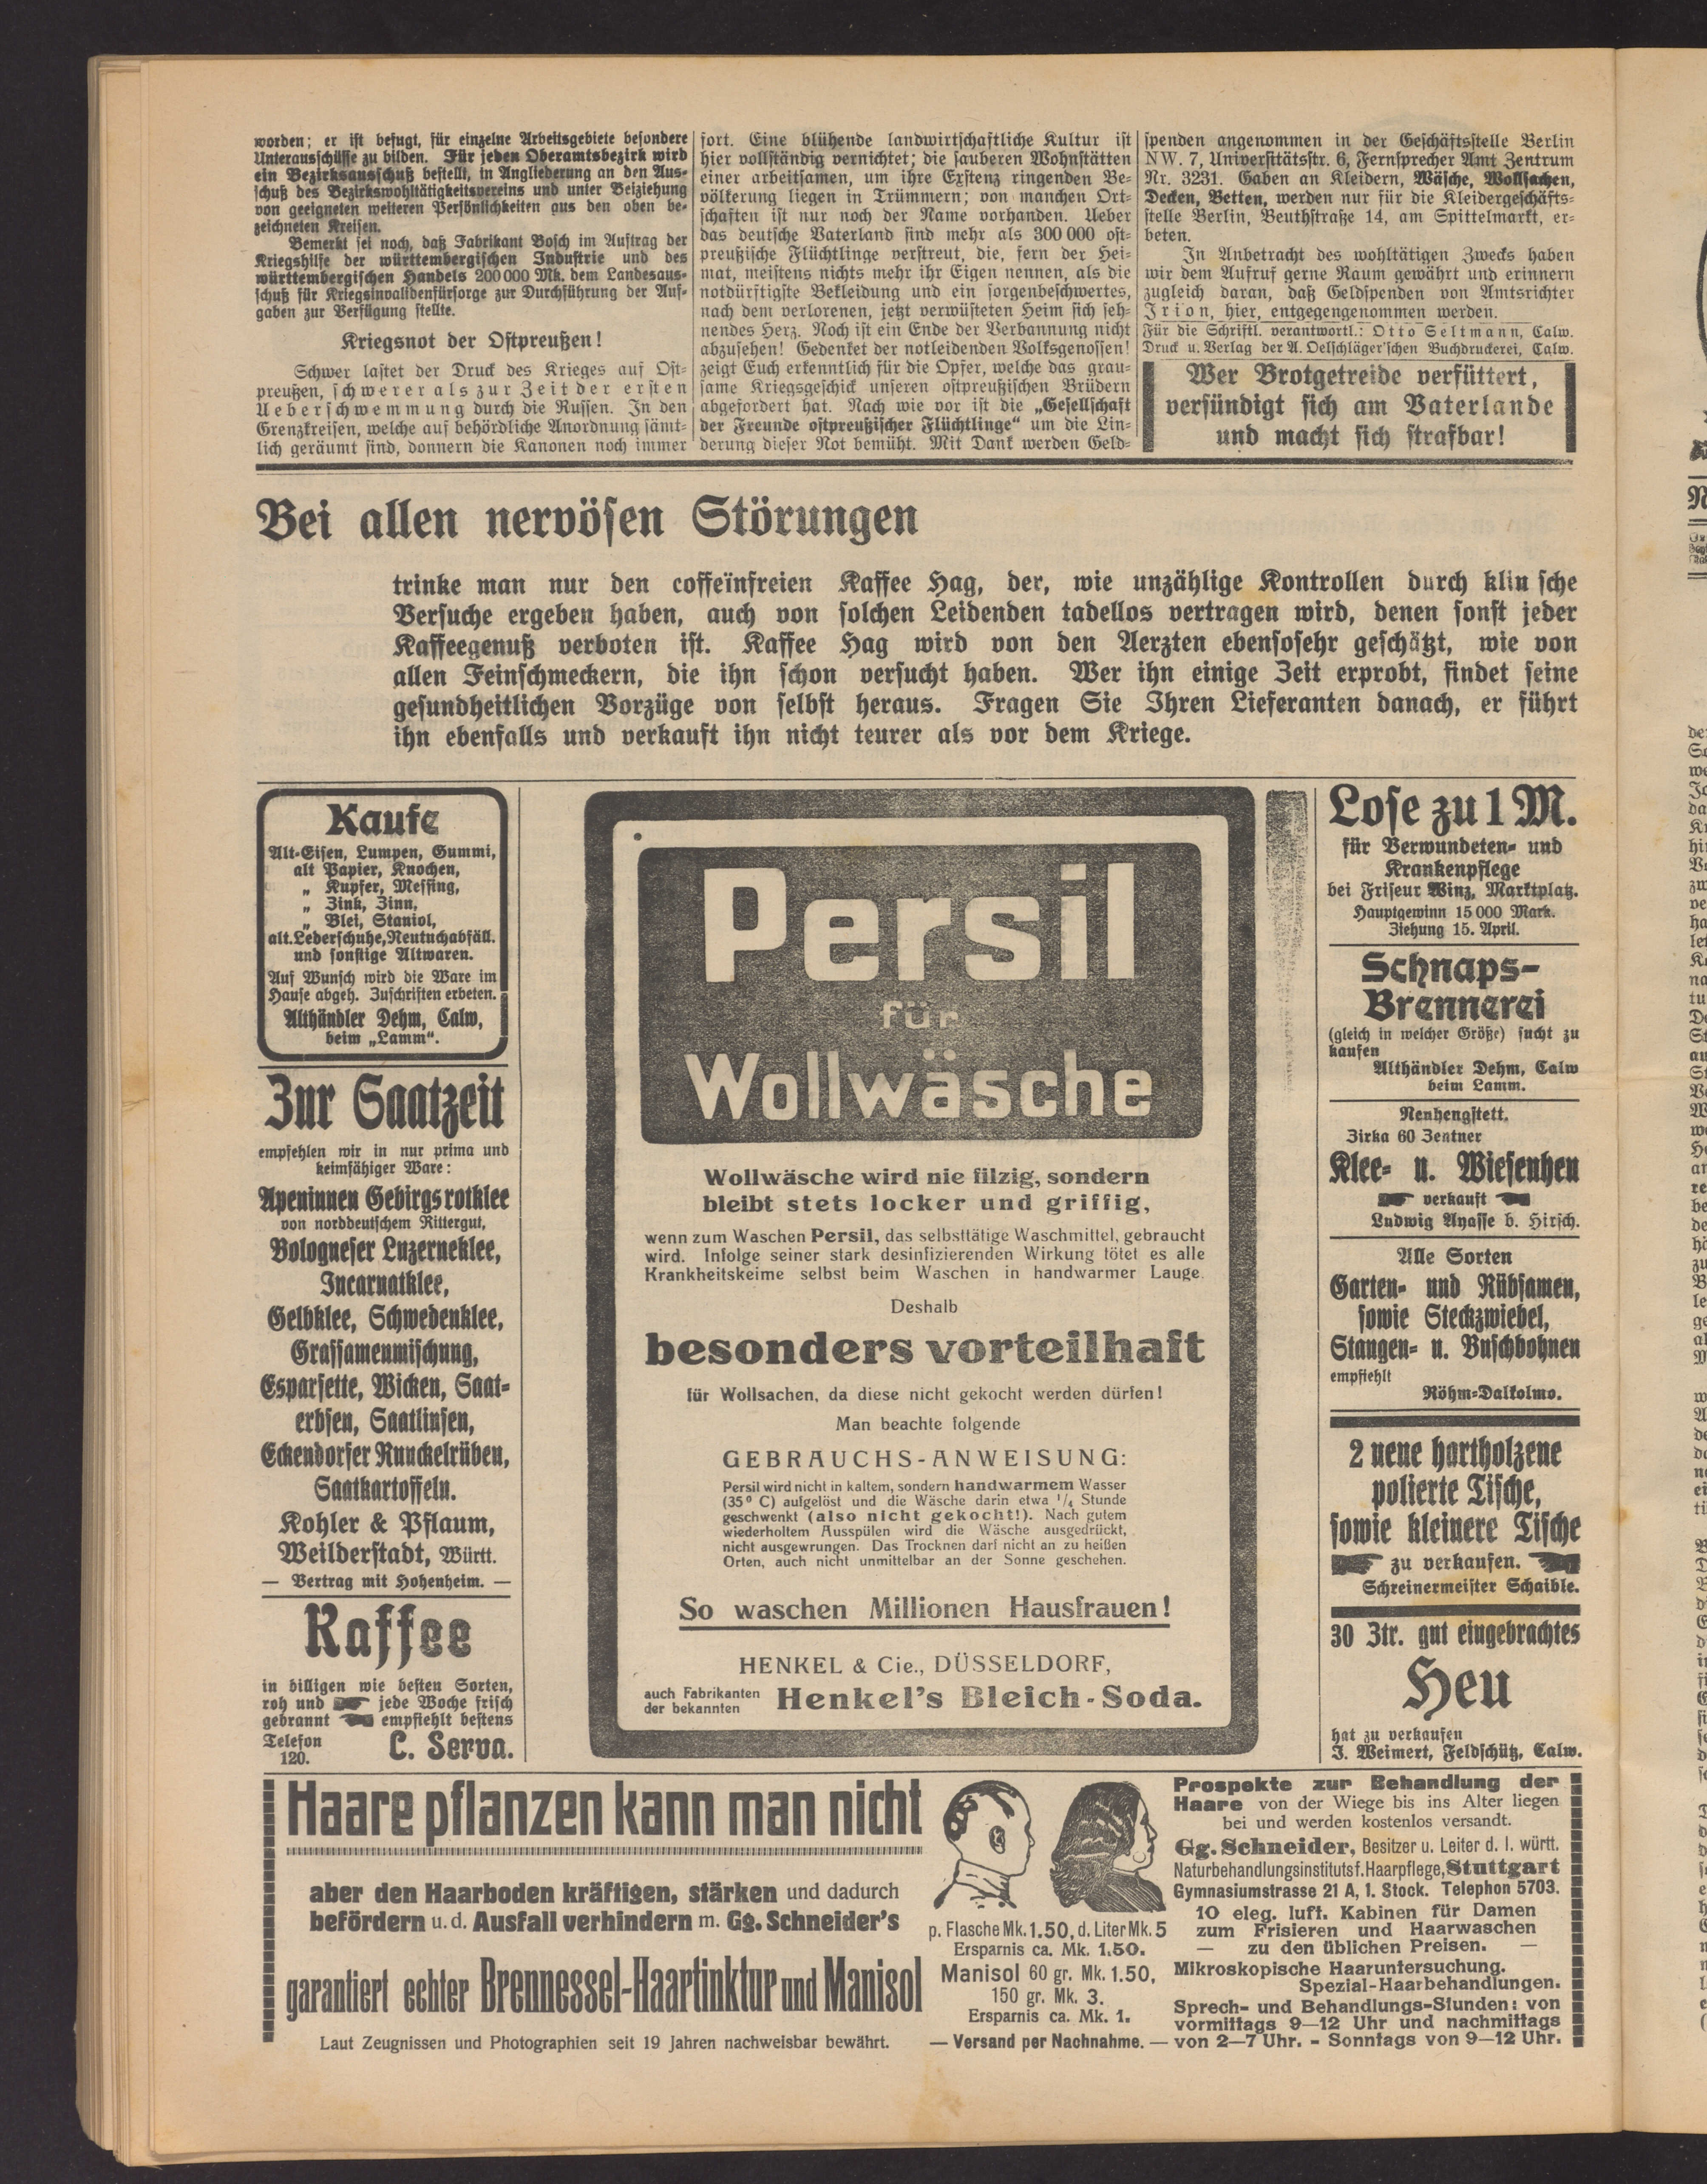 worden; er ist befugt, für einzelne Arbeitsgebiete besondere
Unterausschüsse zu bilden. Für jeden Oberamtsbezirk wird
ein Bezirksausschuß bestellt, in Angliederung an den Aus-
schuß des Bezirkswohltätigkeitsvereins und unter Beiziehung
von geeigneten weiteren Persönlichkeiten aus den oben be-
zeichneten Kreisen.
Bemerkt sei noch, daß Fabrikant Bosch im Auftrag der
Kriegshilfe der württembergischen Industrie und des
württembergischen Handels 200 000 Mk. dem Landesaus-
schuß für Kriegsinvalidenfürsorge zur Durchführung der Auf-
gaben zur Verfügung stellte.
Kriegsnot der Ostpreußen!
Schwer lastet der Druck des Krieges auf Ost-
preußen, schwerer als zur Zeit der ersten
Ueberschwemmung durch die Russen. In den
Grenzkreisen, welche auf behördliche Anordnung sämt-
lich geräumt sind, donnern die Kanonen noch immer
fort. Eine blühende landwirtschaftliche Kultur ist
hier vollständig vernichtet; die sauberen Wohnstätten
einer arbeitsamen, um ihre Existenz ringenden Be-
völkerung liegen in Trümmern; von manchen Ort-
schaften ist nur noch der Name vorhanden. Ueber
das deutsche Vaterland sind mehr als 300 000 ost-
preußische Flüchtlinge verstreut, die, fern der Hei-
mat, meistens nichts mehr ihr Eigen nennen, als die
notdürftigste Bekleidung und ein sorgenbeschwertes,
nach dem verlorenen, jetzt verwüsteten Heim sich seh-
nendes Herz. Noch ist ein Ende der Verbannung nicht
abzusehen! Gedenket der notleidenden Volksgenossen!
zeigt Euch erkenntlich für die Opfer, welche das grau-
same Kriegsgeschick unseren ostpreußischen Brüdern
abgefordert hat. Nach wie vor ist die „Gesellschaft
der Freunde ostpreußischer Flüchtlinge“ um die Lin-
derung dieser Not bemüht. Mit Dank werden Geld-
spenden angenommen in der Geschäftsstelle Berlin
NW. 7, Universitätsstr. 6, Fernsprecher Amt Zentrum
Nr. 3231. Gaben an Kleidern, Wäsche, Wollsachen,
Decken, Betten, werden nur für die Kleidergeschäfts-
stelle Berlin, Beuthstraße 14, am Spittelmarkt, er-
beten.
In Anbetracht des wohltätigen Zwecks haben
wir dem Aufruf gerne Raum gewährt und erinnern
zugleich daran, daß Geldspenden von Amtsrichter
Irion, hier, entgegengenommen werden.
Für die Schriftl. verantwortl.: Otto Seltmann, Calw.
Druck u. Verlag der A. Oelschläger'schen Buchdruckerei, Calw.
Wer Brotgetreide verfüttert,
versündigt sich am Vaterlande
und macht sich strafbar!
Bei allen nervösen Störungen
trinke man nur den coffeïnfreien Kaffee Hag, der, wie unzählige Kontrollen durch klin sche
Versuche ergeben haben, auch von solchen Leidenden tadellos vertragen wird, denen sonst jeder
Kaffeegenuß verboten ist. Kaffee Hag wird von den Aerzten ebensosehr geschätzt, wie von
allen Feinschmeckern, die ihn schon versucht haben. Wer ihn einige Zeit erprobt, findet seine
gesundheitlichen Vorzüge von selbst heraus. Fragen Sie Ihren Lieferanten danach, er führt
ihn ebenfalls und verkauft ihn nicht teurer als vor dem Kriege.
Kaufe
Alt-Eisen, Lumpen, Gummi,
alt Papier, Knochen,
„ Kupfer, Messing,
„ Zink, Zinn,
„ Blei, Staniol,
alt. Lederschuhe, Neutuchabfäll.
und sonstige Altwaren.
Auf Wunsch wird die Ware im
Hause abgeh. Zuschriften erbeten.
Althändler Dehm, Calw,
beim „Lamm“.
Zur Saatzeit
empfehlen wir in nur prima und
keimfähiger Ware:
Apeninnen Gebirgsrotklee
von norddeutschem Rittergut,
Bologneser Luzerneklee,
Incarnatklee,
Gelbklee, Schwedenklee,
Grassamenmischung,
Esparsette, Wicken, Saat-
erbsen, Saatlinsen,
Eckendorfer Runckelrüben,
Saatkartoffeln.
Kohler & Pflaum,
Weilderstadt, Württ.
— Vertrag mit Hohenheim. —
Kaffee
in billigen wie besten Sorten,
roh und jede Woche frisch
gebrannt empfiehlt bestens
Telefon
120.
C. Serva.
Persil
für
Wollwäsche
Wollwäsche wird nie filzig, sondern
bleibt stets locker und griffig,
wenn zum Waschen Persil, das selbsttätige Waschmittel, gebraucht
wird. Infolge seiner stark desinfizierenden Wirkung tötet es alle
Krankheitskeime selbst beim Waschen in handwarmer Lauge.
Deshalb
besonders vorteilhaft
für Wollsachen, da diese nicht gekocht werden dürfen!
Man beachte folgende
GEBRAUCHS-ANWEISUNG:
Persil wird nicht in kaltem, sondern handwarmem Wasser
(35° C) aufgelöst und die Wäsche darin etwa 1/4 Stunde
geschwenkt (also nicht gekocht!). Nach gutem
wiederholtem Ausspülen wird die Wäsche ausgedrückt,
nicht ausgewrungen. Das Trocknen darf nicht an zu heißen
Orten, auch nicht unmittelbar an der Sonne geschehen.
So waschen Millionen Hausfrauen!
HENKEL & Cie., DÜSSELDORF,
auch Fabrikanten
der bekannten
Henkel's Bleich-Soda.
Lose zu 1 M.
für Verwundeten- und
Krankenpflege
bei Friseur Winz, Marktplatz.
Hauptgewinn 15 000 Mark.
Ziehung 15. April.
Schnaps-
Brennerei
(gleich in welcher Größe) sucht zu
kaufen
Althändler Dehm, Calw
beim Lamm.
Neuhengstett.
Zirka 60 Zentner
Klee- u. Wiesenheu
verkauft
Ludwig Ayasse b. Hirsch.
Alle Sorten
Garten- und Rübsamen,
sowie Steckzwiebel,
Stangen- u. Buschbohnen
empfiehlt
Röhm-Dalkolmo.
2 neue hartholzene
polierte Tische,
sowie kleinere Tische
zu verkaufen.
Schreinermeister Schaible.
30 Ztr. gut eingebrachtes
Heu
hat zu verkaufen
J. Weimert, Feldschütz, Calw.
Haare pflanzen kann man nicht
aber den Haarboden kräftigen, stärken und dadurch
befördern u. d. Ausfall verhindern m. Gg. Schneider's
garantiert echter Brennessel-Haartinktur und Manisol
Laut Zeugnissen und Photographien seit 19 Jahren nachweisbar bewährt.
p. Flasche Mk. 1.50, d. Liter Mk. 5
Ersparnis ca. Mk. 1.50.
Manisol 60 gr. Mk. 1.50,
150 gr. Mk. 3.
Ersparnis ca. Mk. 1.
— Versand per Nachnahme. —
Prospekte zur Behandlung der
Haare von der Wiege bis ins Alter liegen
bei und werden kostenlos versandt.
Gg. Schneider, Besitzer u. Leiter d. I. württ.
Naturbehandlungsinstituts f. Haarpflege, Stuttgart
Gymnasiumstrasse 21 A, 1. Stock. Telephon 5703.
10 eleg. luft. Kabinen für Damen
zum Frisieren und Haarwaschen
— zu den üblichen Preisen. —
Mikroskopische Haaruntersuchung.
Spezial-Haarbehandlungen.
Sprech- und Behandlungs-Stunden: von
vormittags 9—12 Uhr und nachmittags
von 2—7 Uhr. - Sonntags von 9—12 Uhr.